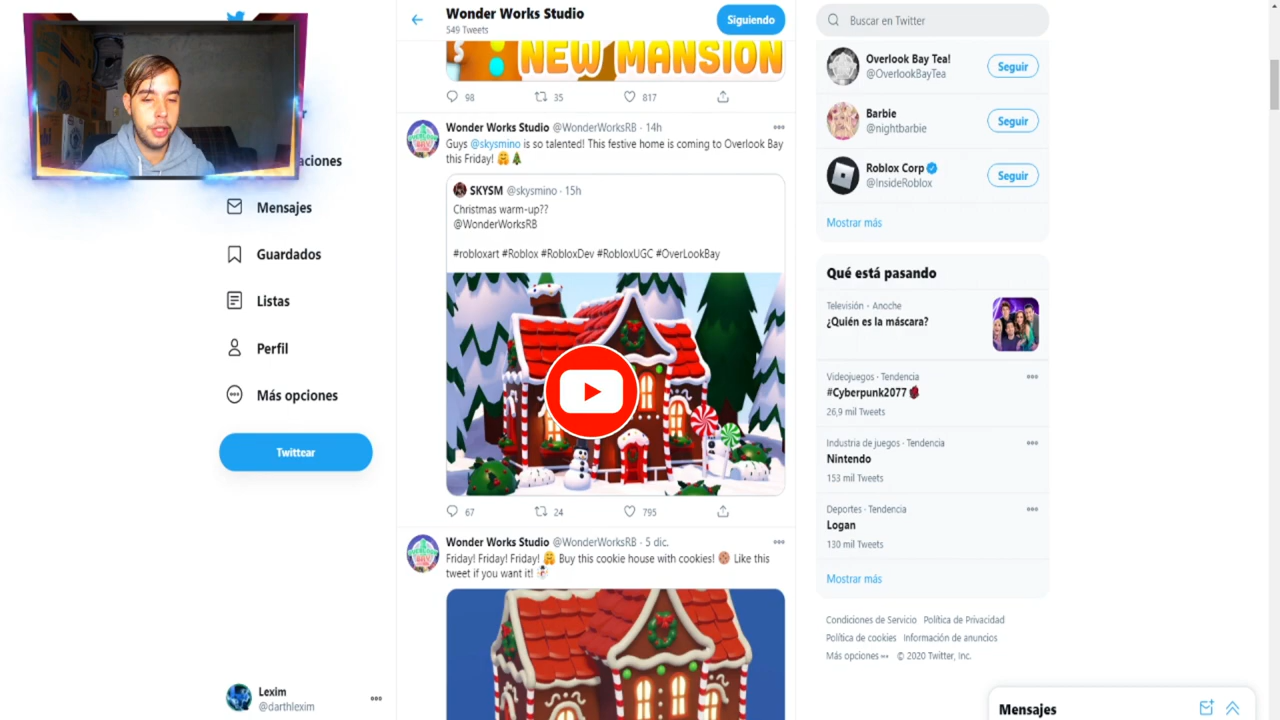 aciones
Mensajes
Guardados
Listas
Perfil
Más opciones
Twittear
Lexim
@darthlexim
Wonder Works Studio
549 Tweets
Siguiendo
NEW MANSION
98 35 817
Wonder Works Studio @WonderWorksRB · 14h
Guys @skysmino is so talented! This festive home is coming to Overlook Bay
this Friday!
SKYSM @skysmino · 15h
Christmas warm-up??
@WonderWorksRB
#robloxart #Roblox #RobloxDev #RobloxUGC #OverLookBay
67 24 795
Wonder Works Studio @WonderWorksRB · 5 dic.
Friday! Friday! Friday! Buy this cookie house with cookies! Like this
tweet if you want it!
Buscar en Twitter
Overlook Bay Tea!
@OverlookBayTea
Seguir
Barbie
@nightbarbie
Seguir
Roblox Corp
@InsideRoblox
Seguir
Mostrar más
Qué está pasando
Televisión · Anoche
¿Quién es la máscara?
Videojuegos · Tendencia
#Cyberpunk2077
26,9 mil Tweets
Industria de juegos · Tendencia
Nintendo
153 mil Tweets
Deportes · Tendencia
Logan
130 mil Tweets
Mostrar más
Condiciones de Servicio Política de Privacidad
Política de cookies Información de anuncios
Más opciones © 2020 Twitter, Inc.
Mensajes